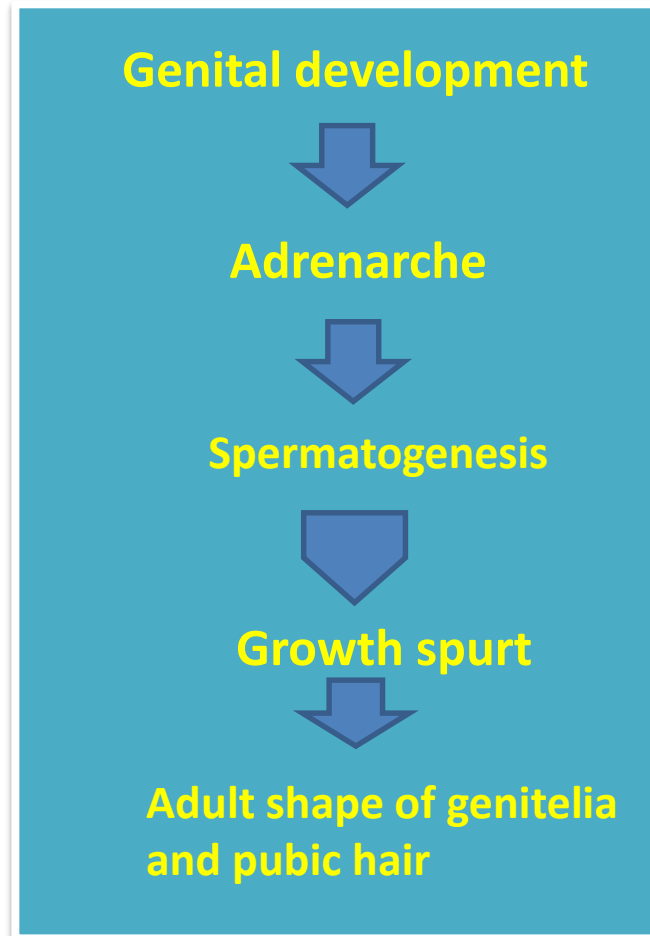 Genital development
Adrenarche
Spermatogenesis
Growth spurt
Adult shape of genitelia
and pubic hair